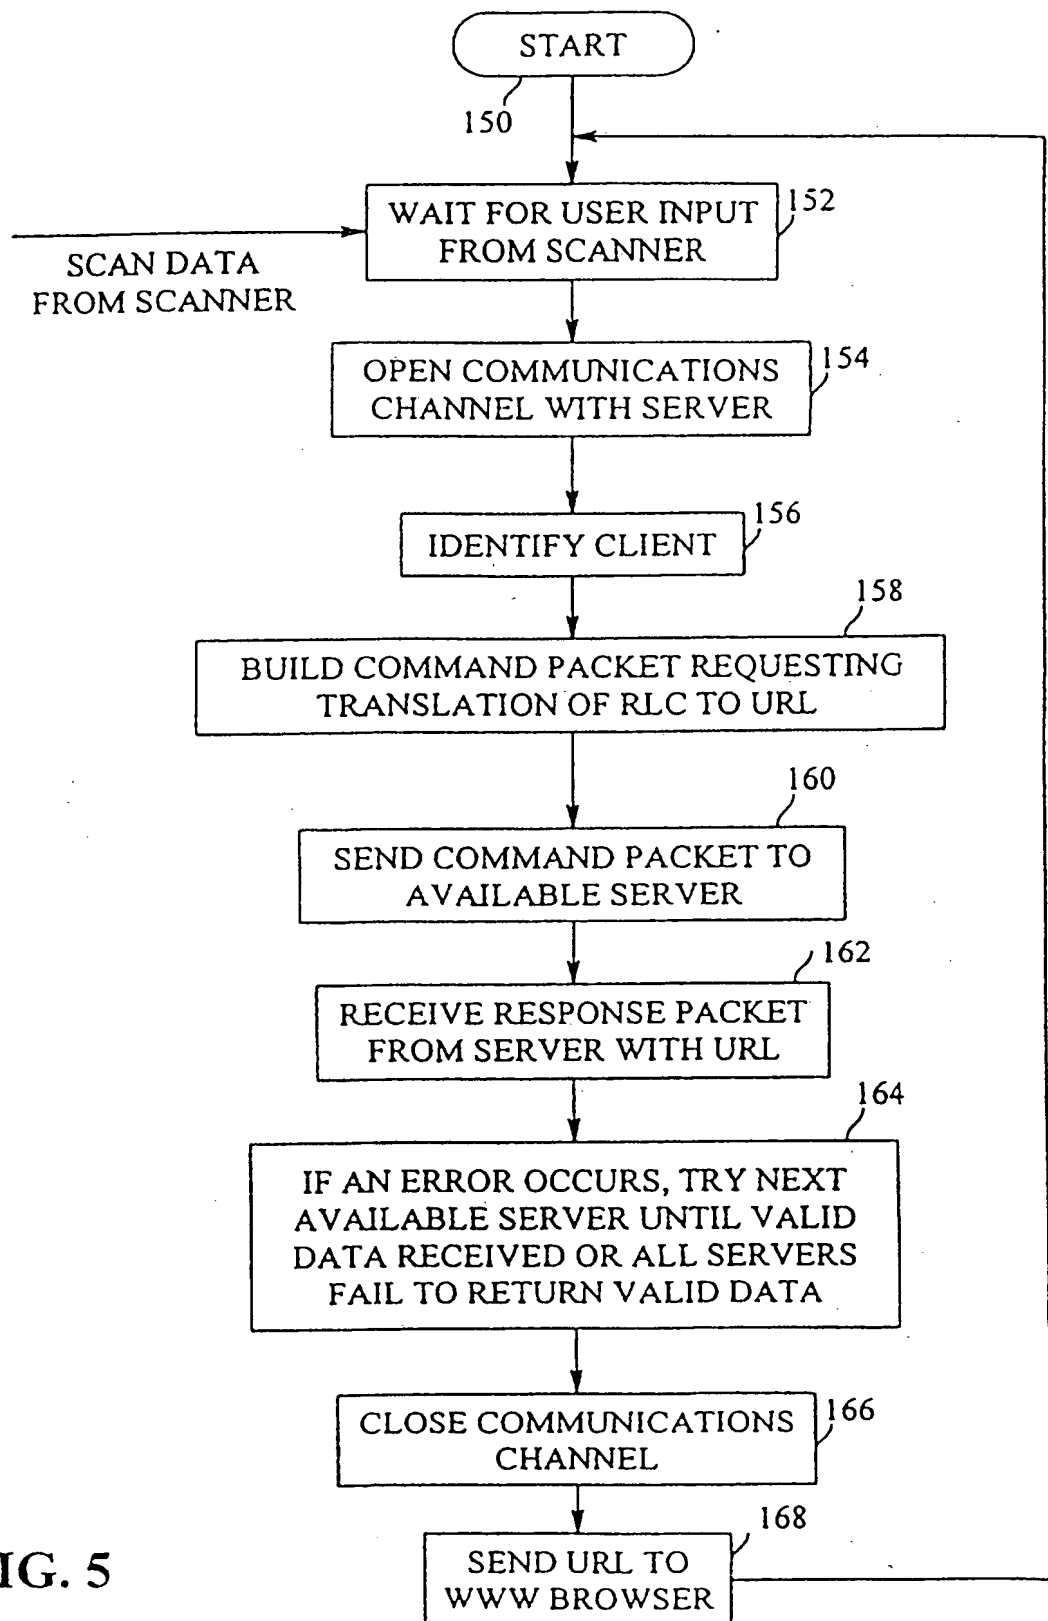 START
150
WAIT FOR USER INPUT
FROM SCANNER
152
SCAN DATA
FROM SCANNER
OPEN COMMUNICATIONS
CHANNEL WITH SERVER
154
IDENTIFY CLIENT
156
158
BUILD COMMAND PACKET REQUESTING
TRANSLATION OF RLC TO URL
160
SEND COMMAND PACKET TO
AVAILABLE SERVER
162
RECEIVE RESPONSE PACKET
FROM SERVER WITH URL
164
IF AN ERROR OCCURS, TRY NEXT
AVAILABLE SERVER UNTIL VALID
DATA RECEIVED OR ALL SERVERS
FAIL TO RETURN VALID DATA
CLOSE COMMUNICATIONS
CHANNEL
166
168
SEND URL TO
WWW BROWSER
IG. 5